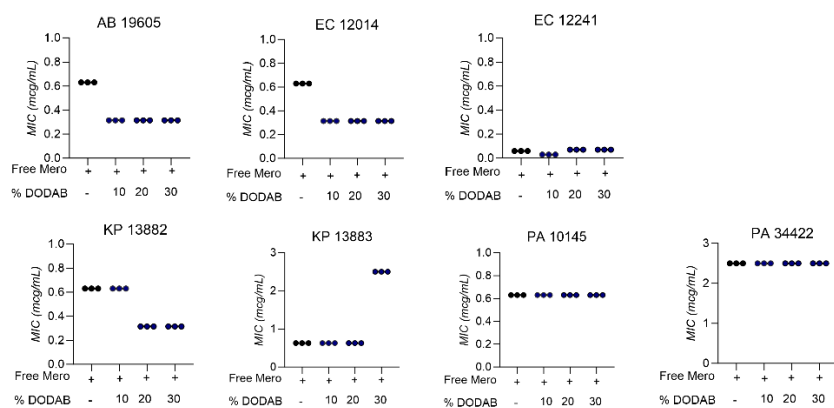 AB 19605
MIC (mcg/mL)
1.0
0.8
0.6
0.4
0.2
0.0
Free Mero + + + +
% DODAB - 10 20 30
EC 12014
MIC (mcg/mL)
1.0
0.8
0.6
0.4
0.2
0.0
Free Mero + + + +
% DODAB - 10 20 30
EC 12241
MIC (mcg/mL)
1.0
0.8
0.6
0.4
0.2
0.0
Free Mero + + + +
% DODAB - 10 20 30
KP 13882
MIC (mcg/mL)
1.0
0.8
0.6
0.4
0.2
0.0
Free Mero + + + +
% DODAB - 10 20 30
KP 13883
MIC (mcg/mL)
3
2
1
0
Free Mero + + + +
% DODAB - 10 20 30
PA 10145
MIC (mcg/mL)
1.0
0.8
0.6
0.4
0.2
0.0
Free Mero + + + +
% DODAB - 10 20 30
PA 34422
MIC (mcg/mL)
3
2
1
0
Free Mero + + + +
% DODAB - 10 20 30